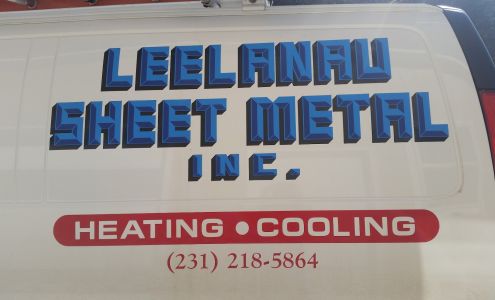 LEELANAU
SHEET METAL
INC.
HEATING • COOLING
(231) 218-5864